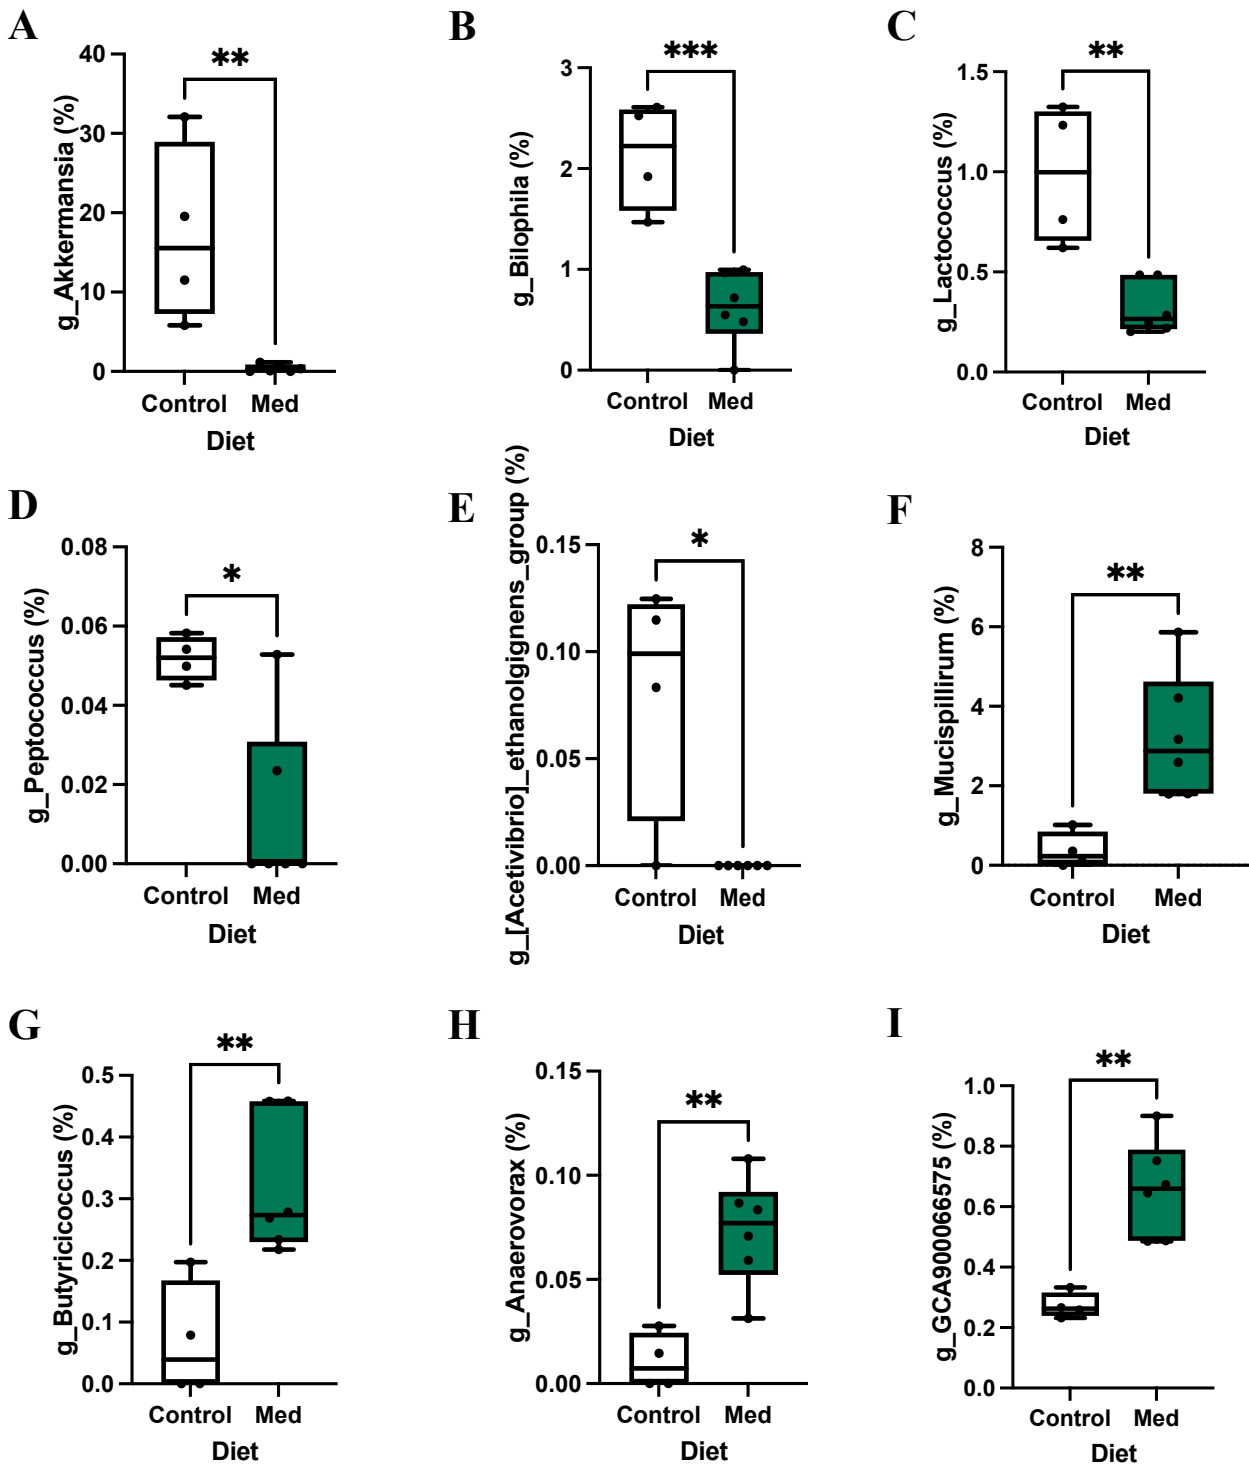 A
g_Akkermansia (%)
40
30
20
10
0
**
Control Med
Diet
B
g_Bilophila (%)
3
2
1
0
***
Control Med
Diet
C
g_Lactococcus (%)
1.5
1.0
0.5
0.0
**
Control Med
Diet
D
g_Peptococcus (%)
0.08
0.06
0.04
0.02
0.00
*
Control Med
Diet
E
g_[Acetivibrio]_ethanolgignens_group (%)
0.15
0.10
0.05
0.00
*
Control Med
Diet
F
g_Mucispillirum (%)
8
6
4
2
0
**
Control Med
Diet
G
g_Butyricicoccus (%)
0.5
0.4
0.3
0.2
0.1
0.0
**
Control Med
Diet
H
g_Anaerovorax (%)
0.15
0.10
0.05
0.00
**
Control Med
Diet
I
g_GCA900066575 (%)
1.0
0.8
0.6
0.4
0.2
0.0
**
Control Med
Diet